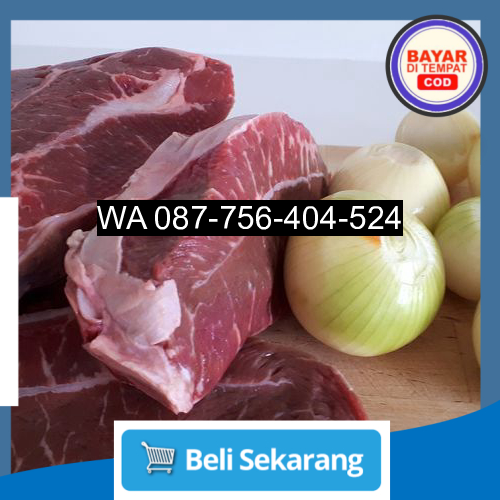 BAYAR
DI TEMPAT
COD
WA 087-756-404-524
Beli Sekarang